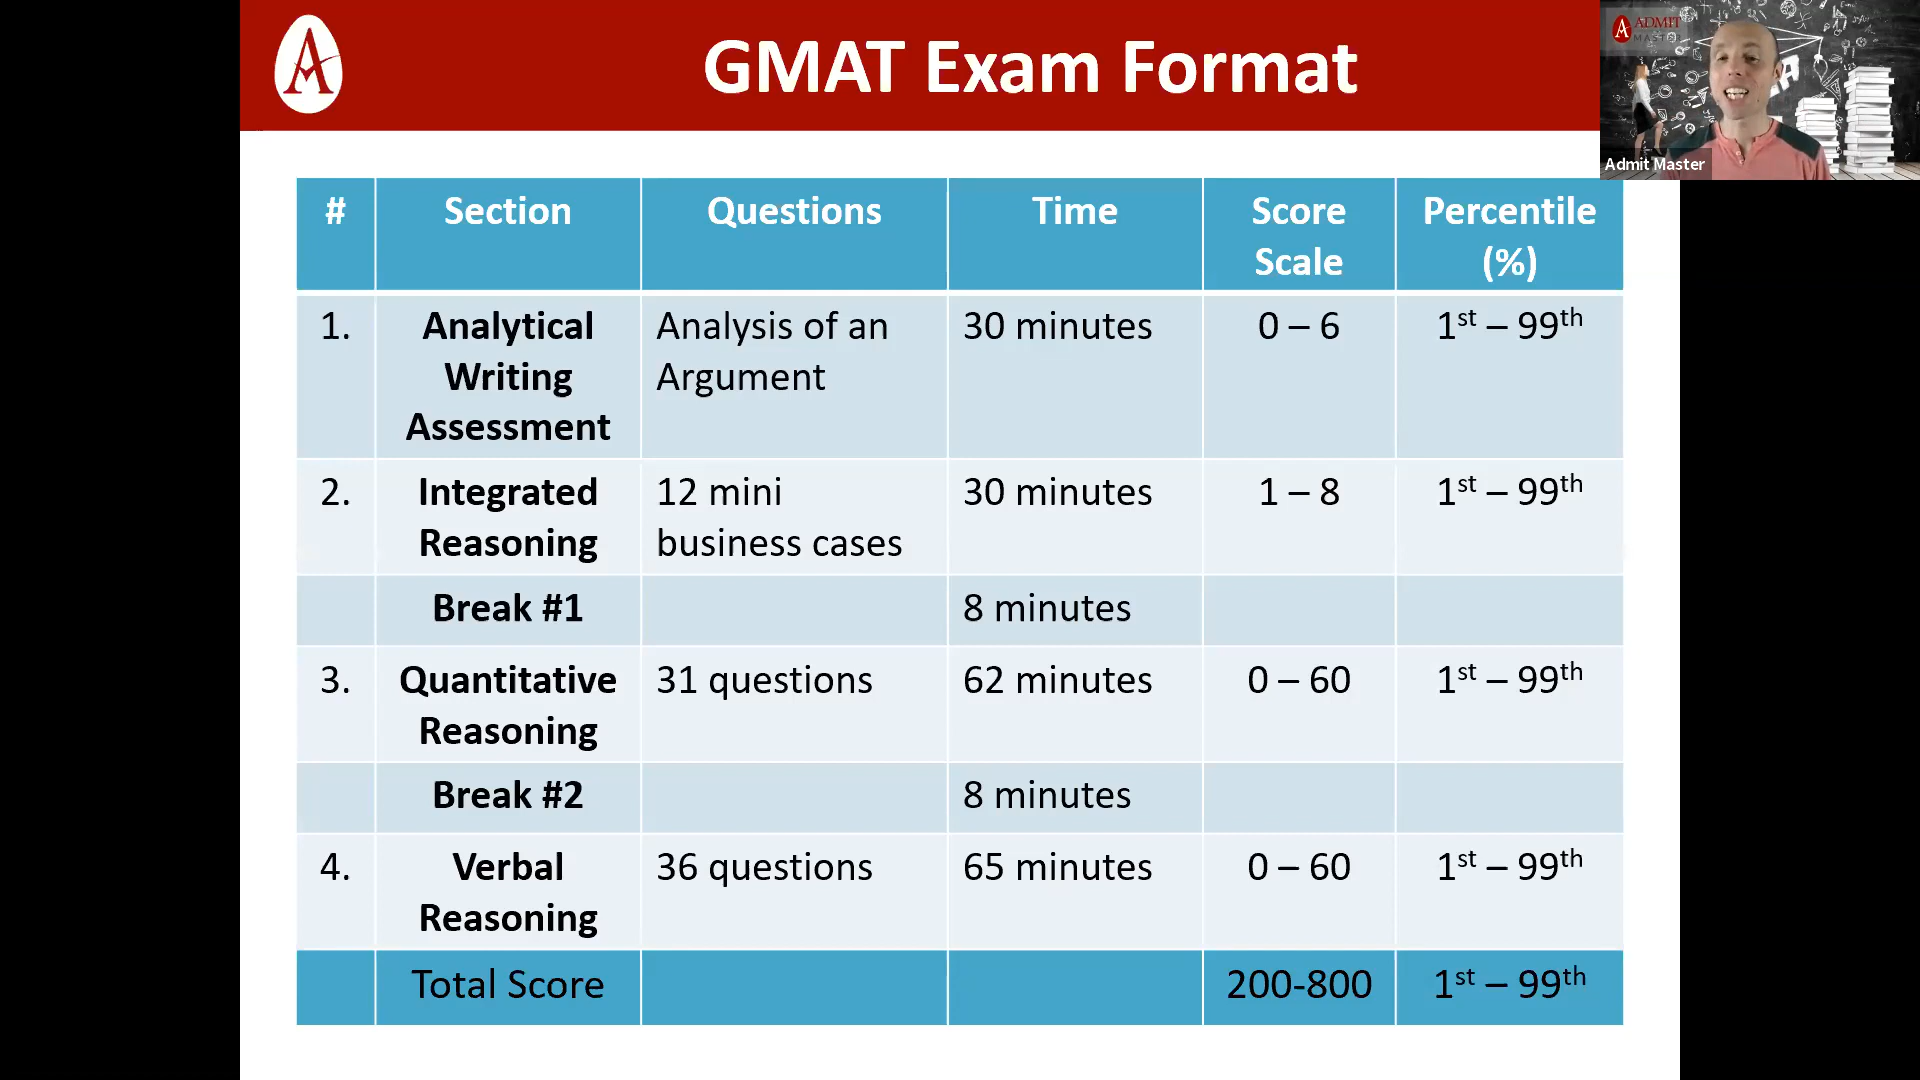 GMAT Exam Format
ADMIT
MASTER
Admit Master
# Section Questions Time Score Scale Percentile (%)
1. Analytical Writing Assessment Analysis of an Argument 30 minutes 0 – 6 1st – 99th
2. Integrated Reasoning 12 mini business cases 30 minutes 1 – 8 1st – 99th
Break #1 8 minutes
3. Quantitative Reasoning 31 questions 62 minutes 0 – 60 1st – 99th
Break #2 8 minutes
4. Verbal Reasoning 36 questions 65 minutes 0 – 60 1st – 99th
Total Score 200-800 1st – 99th